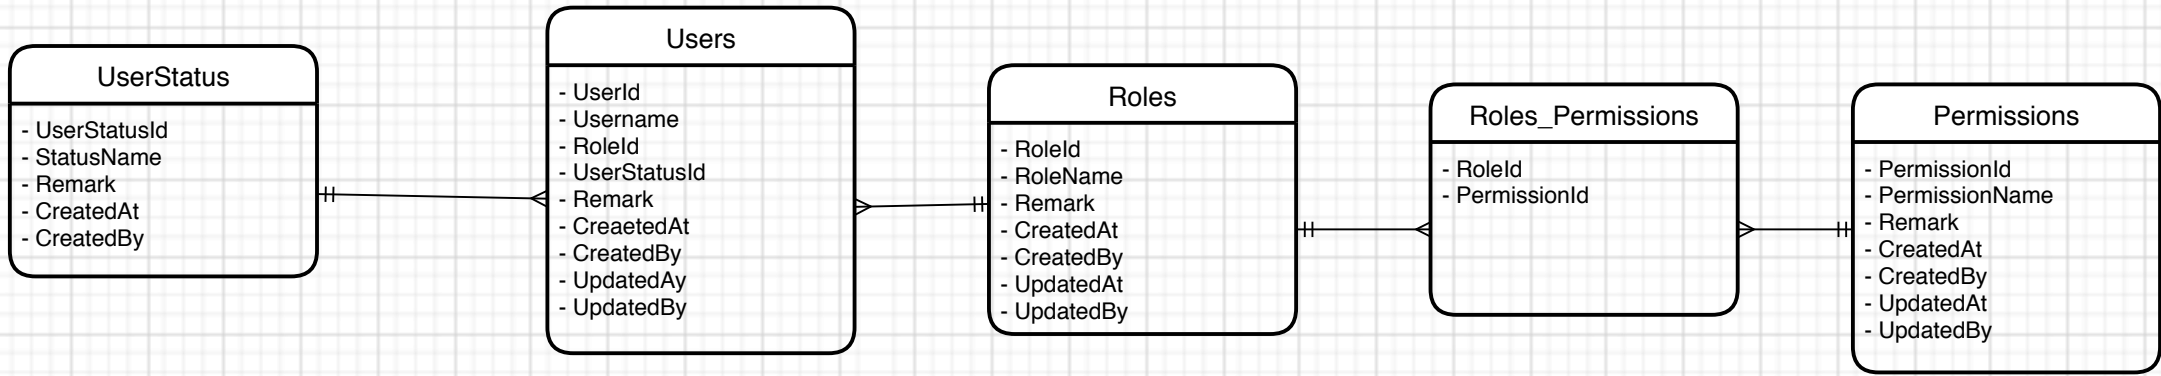 UserStatus
- UserStatusId
- StatusName
- Remark
- CreatedAt
- CreatedBy
Users
- UserId
- Username
- RoleId
- UserStatusId
- Remark
- CreaetedAt
- CreatedBy
- UpdatedAy
- UpdatedBy
Roles
- RoleId
- RoleName
- Remark
- CreatedAt
- CreatedBy
- UpdatedAt
- UpdatedBy
Roles_Permissions
- RoleId
- PermissionId
Permissions
- PermissionId
- PermissionName
- Remark
- CreatedAt
- CreatedBy
- UpdatedAt
- UpdatedBy